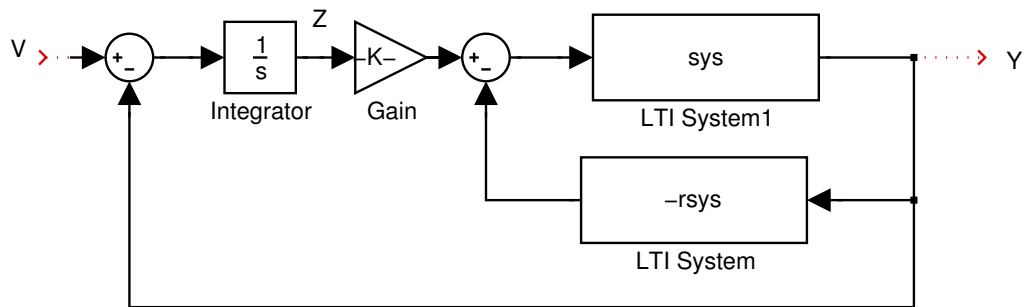 V
+
−
1
s
Integrator
Z
−K−
Gain
+
−
sys
LTI System1
Y
−rsys
LTI System